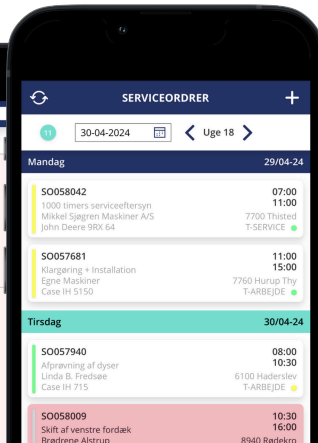 SERVICEORDRER
11 30-04-2024 Uge 18
Mandag 29/04-24
SO058042 07:00
1000 timers serviceeftersyn 11:00
Mikkel Sjøgren Maskiner A/S 7700 Thisted
John Deere 9RX 64 T-SERVICE
SO057681 11:00
Klargøring + Installation 15:00
Egne Maskiner 7760 Hurup Thy
Case IH 5150 T-ARBEJDE
Tirsdag 30/04-24
SO057940 08:00
Afprøvning af dyser 10:30
Linda B. Fredsøe 6100 Haderslev
Case IH 715 T-ARBEJDE
SO058009 10:30
Skift af venstre fordæk 16:00
Brødrene Alstrup 8940 Rødekro